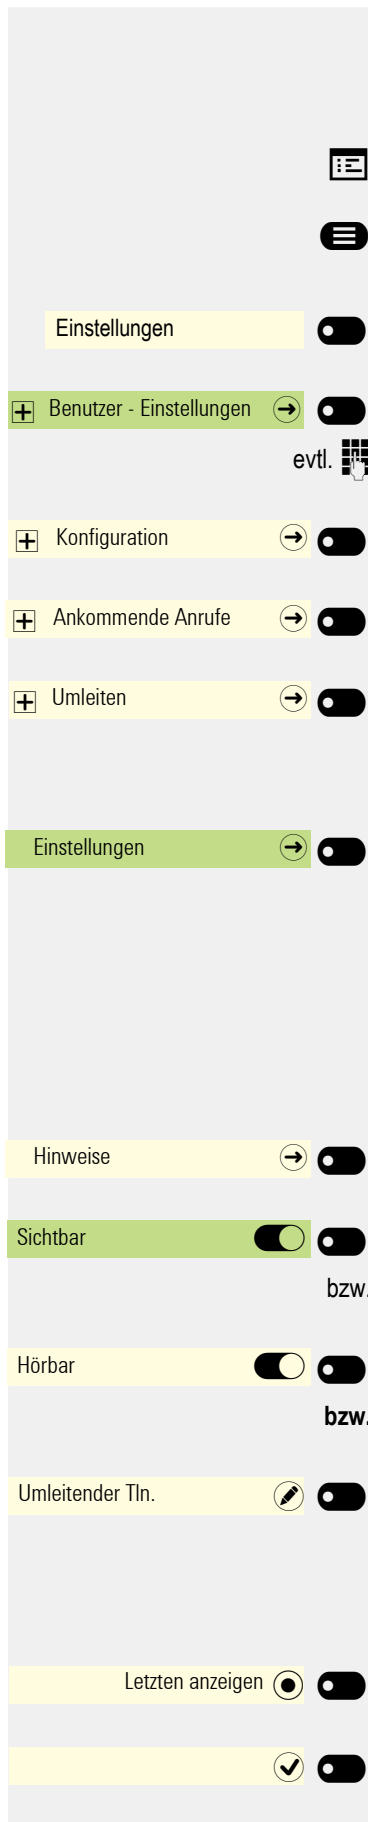 Einstellungen
Benutzer - Einstellungen
evtl.
Konfiguration
Ankommende Anrufe
Umleiten
Einstellungen
Hinweise
Sichtbar
bzw.
Hörbar
bzw.
Umleitender Tln.
Letzten anzeigen